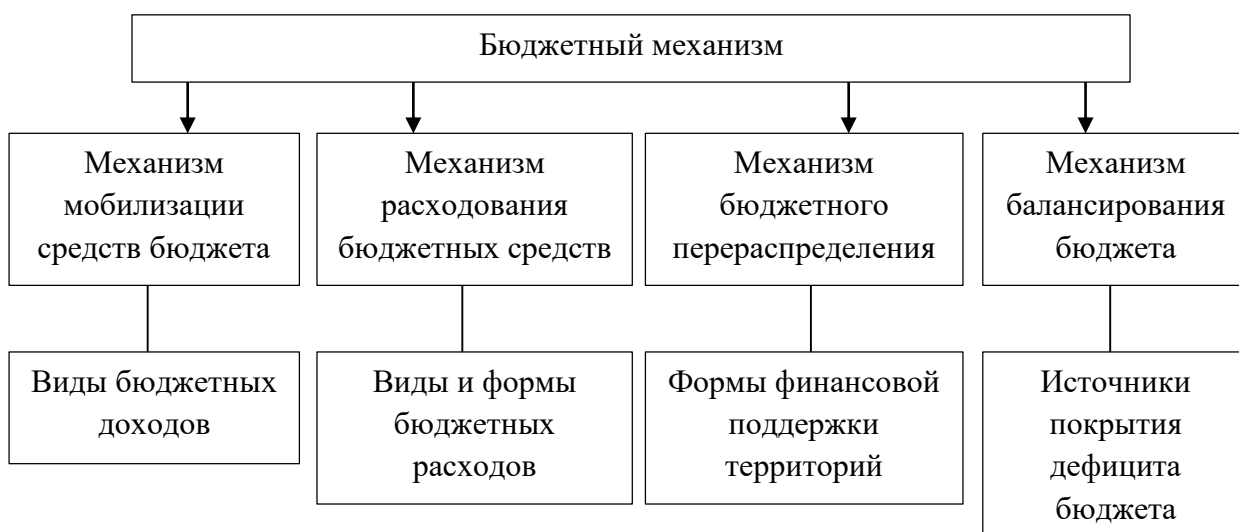 Бюджетный механизм
Механизм
мобилизации
средств бюджета
Механизм
расходования
бюджетных средств
Механизм
бюджетного
перераспределения
Механизм
балансирования
бюджета
Виды бюджетных
доходов
Виды и формы
бюджетных
расходов
Формы финансовой
поддержки
территорий
Источники
покрытия
дефицита
бюджета